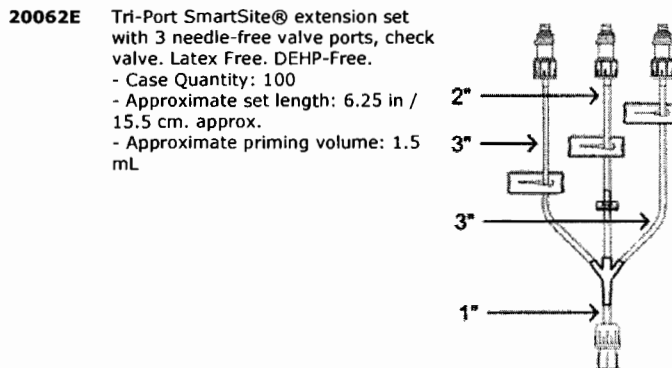 20062E
Tri-Port SmartSite® extension set
with 3 needle-free valve ports, check
valve. Latex Free. DEHP-Free.
- Case Quantity: 100
- Approximate set length: 6.25 in /
15.5 cm. approx.
- Approximate priming volume: 1.5
mL
2"
3"
3"
1"